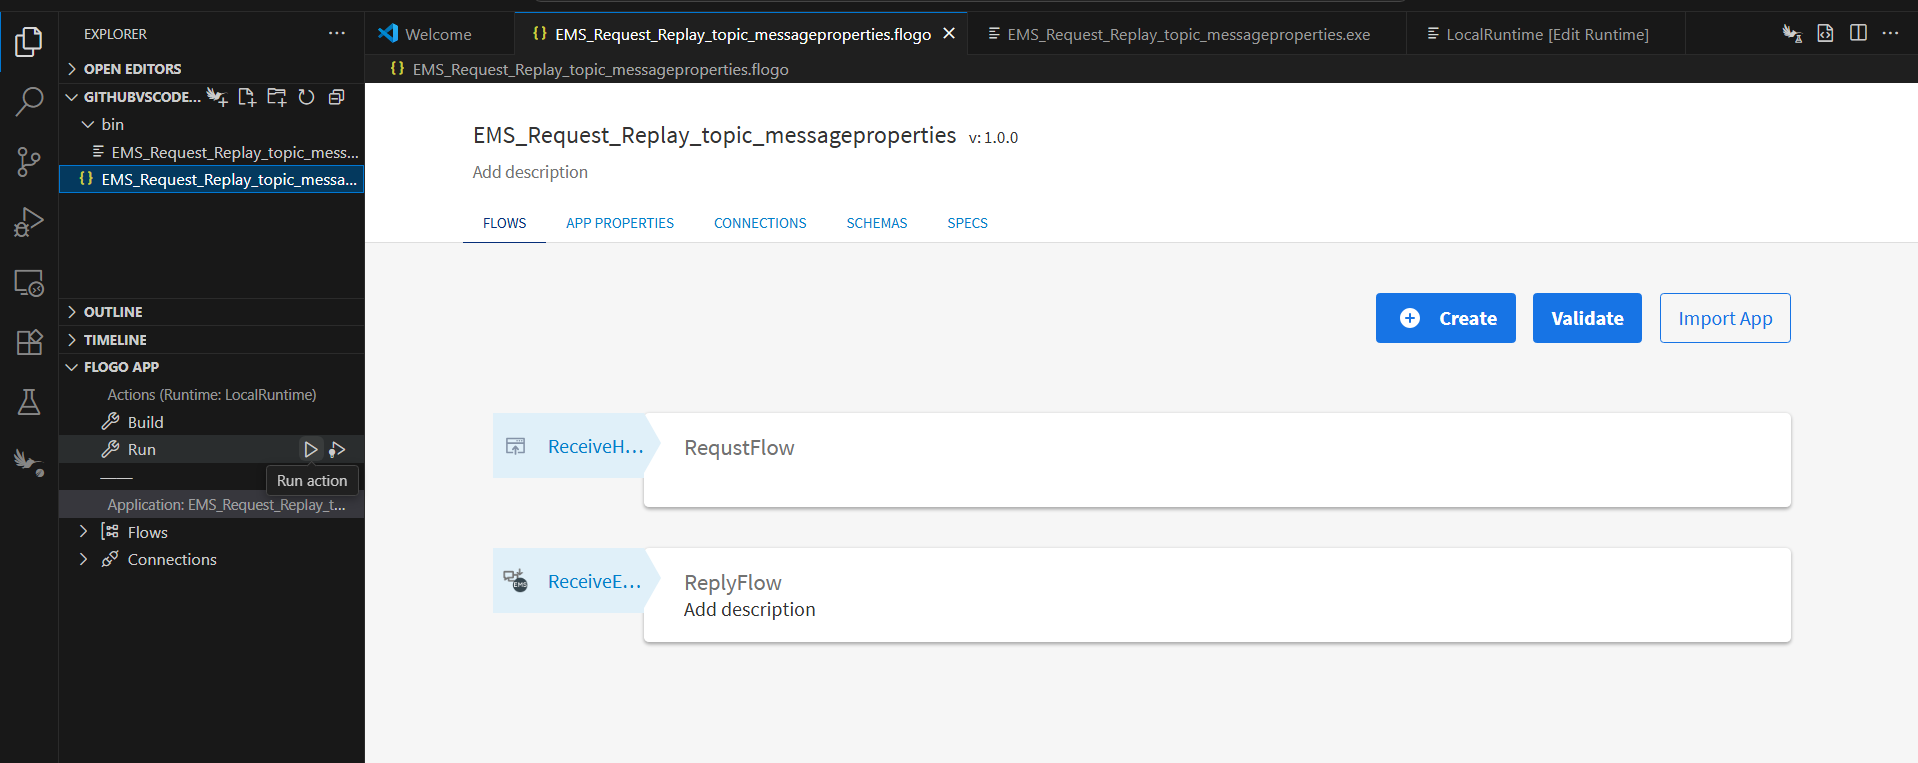 EXPLORER
OPEN EDITORS
GITHUBVSCODE...
bin
EMS_Request_Replay_topic_mess...
EMS_Request_Replay_topic_messa...
OUTLINE
TIMELINE
FLOGO APP
Actions (Runtime: LocalRuntime)
Build
Run
Run action
Application: EMS_Request_Replay_t...
Flows
Connections
Welcome
EMS_Request_Replay_topic_messageproperties.flogo
EMS_Request_Replay_topic_messageproperties.exe
LocalRuntime [Edit Runtime]
EMS_Request_Replay_topic_messageproperties.flogo
EMS_Request_Replay_topic_messageproperties v: 1.0.0
Add description
FLOWS
APP PROPERTIES
CONNECTIONS
SCHEMAS
SPECS
Create
Validate
Import App
ReceiveH...
RequstFlow
EMS
ReceiveE...
ReplyFlow
Add description